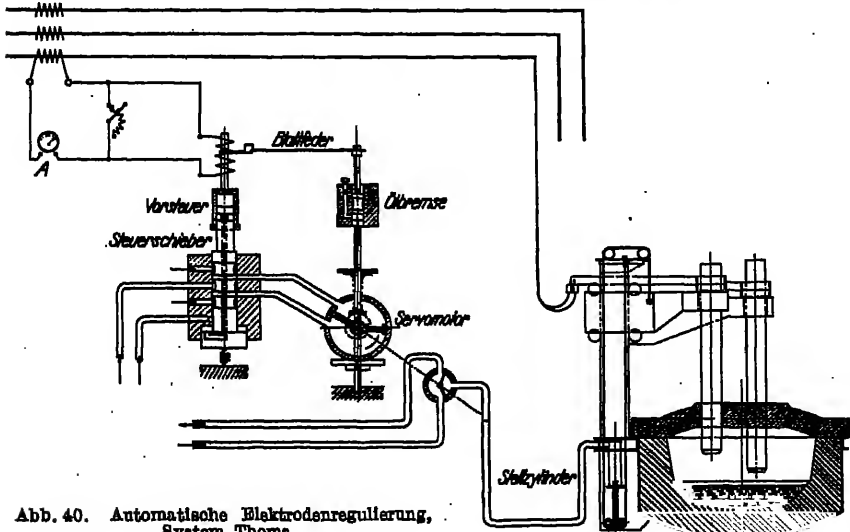 Blattfeder
A
Vorsteuer
Ölbremse
Steuerschieber
Servomotor
Stellzylinder
Abb. 40. Automatische Elektrodenregulierung,
System Thoma